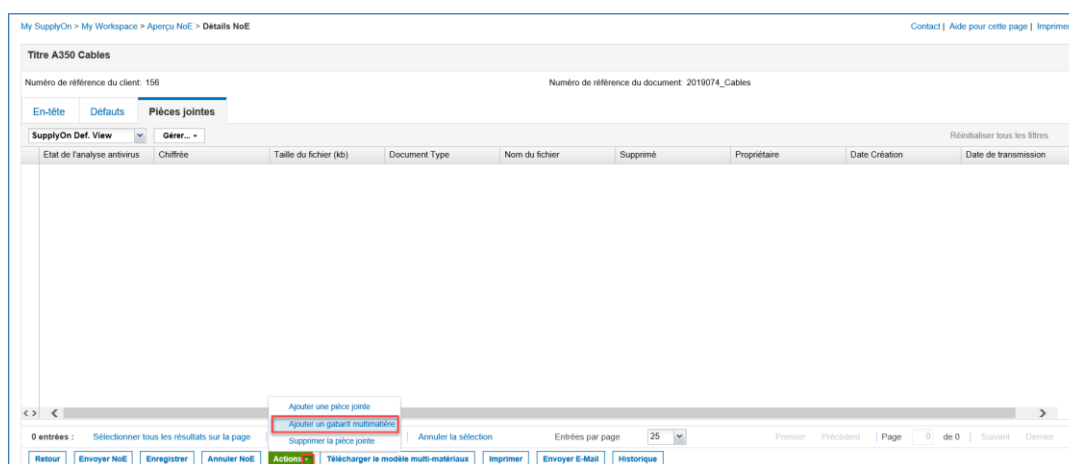 My SupplyOn > My Workspace > Aperçu NoE > Détails NoE Contact | Aide pour cette page | Imprimer
Titre A350 Cables
Numéro de référence du client: 156 Numéro de référence du document: 2019074_Cables
En-tête Défauts Pièces jointes
SupplyOn Def. View Gérer... Réinitialiser tous les filtres
Etat de l'analyse antivirus Chiffrée Taille du fichier (kb) Document Type Nom du fichier Supprimé Propriétaire Date Création Date de transmission
Ajouter une pièce jointe
Ajouter un gabarit multimatière
0 entrées : Sélectionner tous les résultats sur la page Supprimer la pièce jointe Annuler la sélection Entrées par page 25 Premier Précédent Page 0 de 0 Suivant Dernier
Retour Envoyer NoE Enregistrer Annuler NoE Actions Télécharger le modèle multi-matériaux Imprimer Envoyer E-Mail Historique